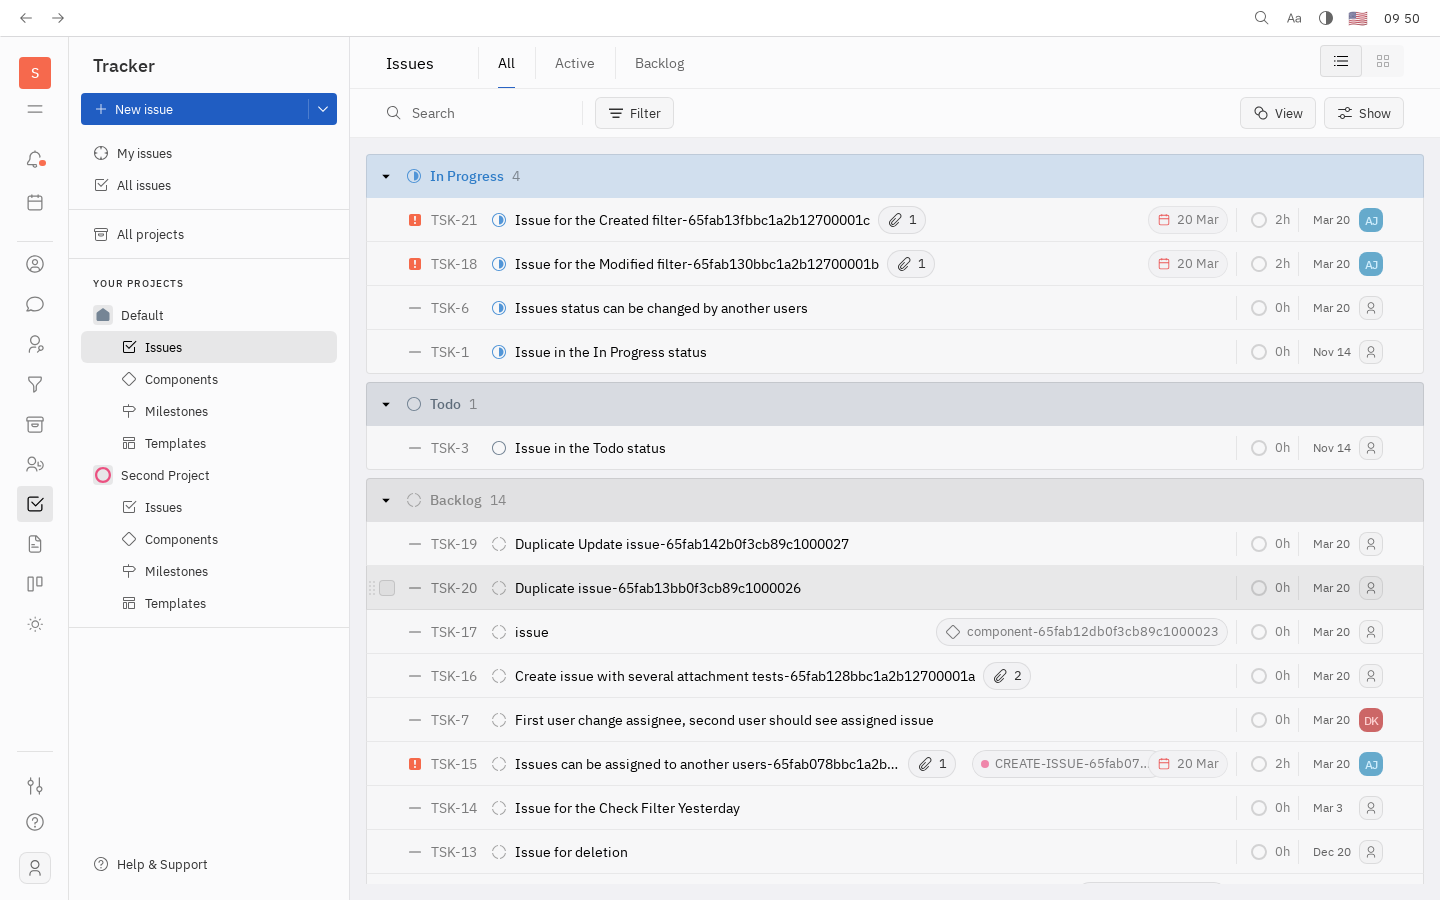 Aa 09 50
S
Tracker
New issue
My issues
All issues
All projects
YOUR PROJECTS
Default
Issues
Components
Milestones
Templates
Second Project
Issues
Components
Milestones
Templates
Help & Support
Issues All Active Backlog
Search Filter View Show
In Progress 4
TSK-21 Issue for the Created filter-65fab13fbbc1a2b12700001c 1 20 Mar 2h Mar 20 AJ
TSK-18 Issue for the Modified filter-65fab130bbc1a2b12700001b 1 20 Mar 2h Mar 20 AJ
TSK-6 Issues status can be changed by another users 0h Mar 20
TSK-1 Issue in the In Progress status 0h Nov 14
Todo 1
TSK-3 Issue in the Todo status 0h Nov 14
Backlog 14
TSK-19 Duplicate Update issue-65fab142b0f3cb89c1000027 0h Mar 20
TSK-20 Duplicate issue-65fab13bb0f3cb89c1000026 0h Mar 20
TSK-17 issue component-65fab12db0f3cb89c1000023 0h Mar 20
TSK-16 Create issue with several attachment tests-65fab128bbc1a2b12700001a 2 0h Mar 20
TSK-7 First user change assignee, second user should see assigned issue 0h Mar 20 DK
TSK-15 Issues can be assigned to another users-65fab078bbc1a2b... 1 CREATE-ISSUE-65fab07... 20 Mar 2h Mar 20 AJ
TSK-14 Issue for the Check Filter Yesterday 0h Mar 3
TSK-13 Issue for deletion 0h Dec 20